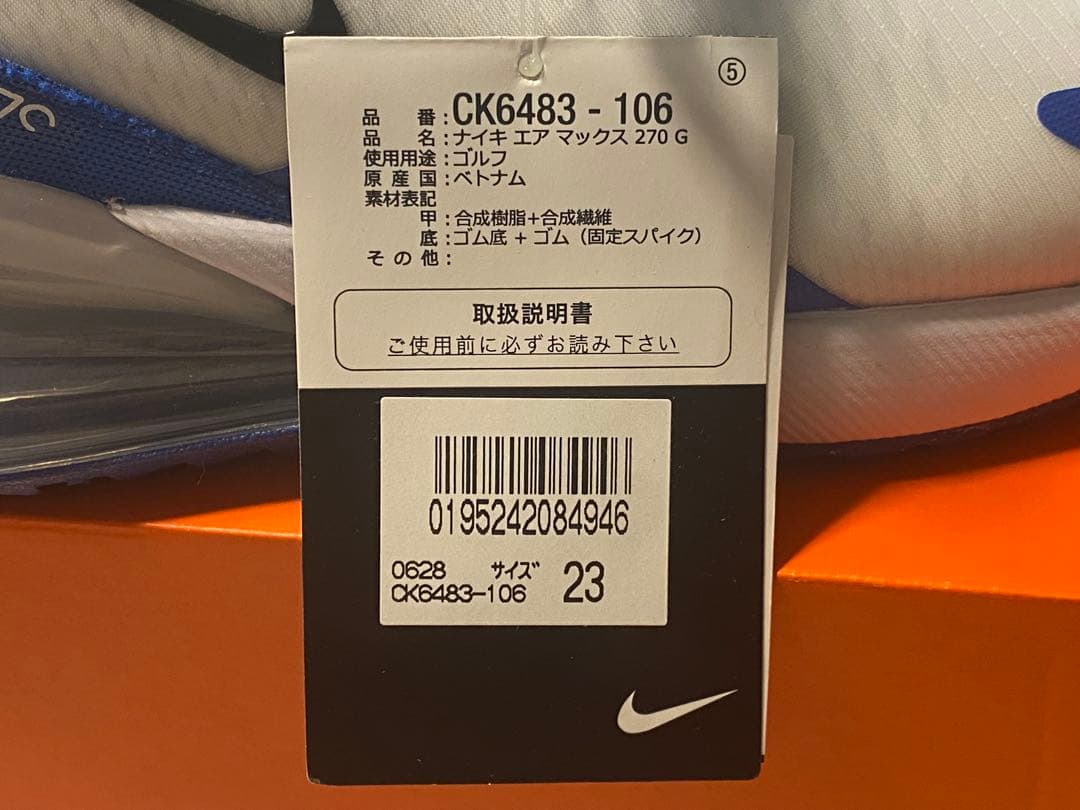 ⑤
品 番：CK6483 - 106
品 名：ナイキ エア マックス 270 G
使用用途：ゴルフ
原 産 国：ベトナム
素材表記
甲：合成樹脂+合成繊維
底：ゴム底 + ゴム（固定スパイク）
そ の 他：
取扱説明書
ご使用前に必ずお読み下さい
0195242084946
0628 サイズ 23
CK6483-106